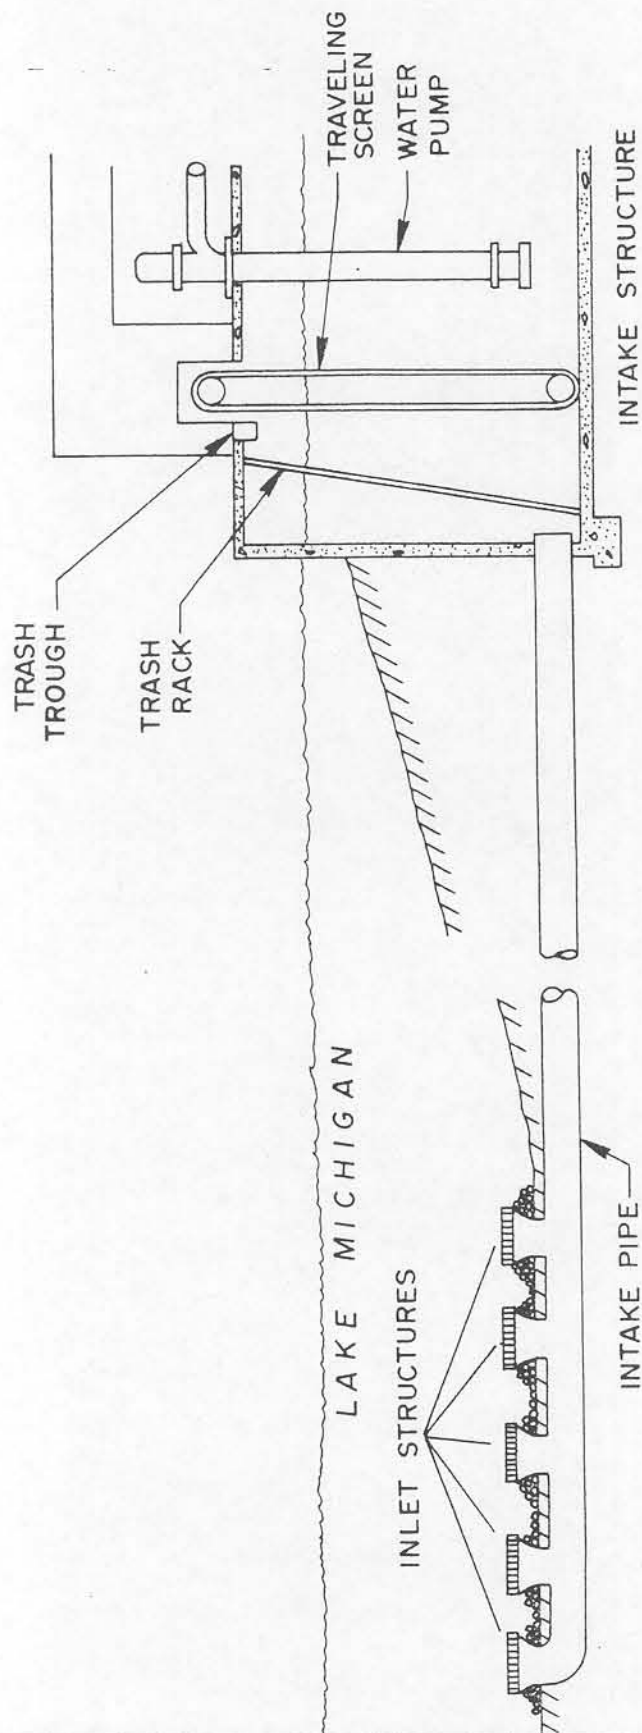 TRASH
TROUGH
TRASH
RACK
TRAVELING
SCREEN
WATER
PUMP
INTAKE STRUCTURE
LAKE MICHIGAN
INLET STRUCTURES
INTAKE PIPE